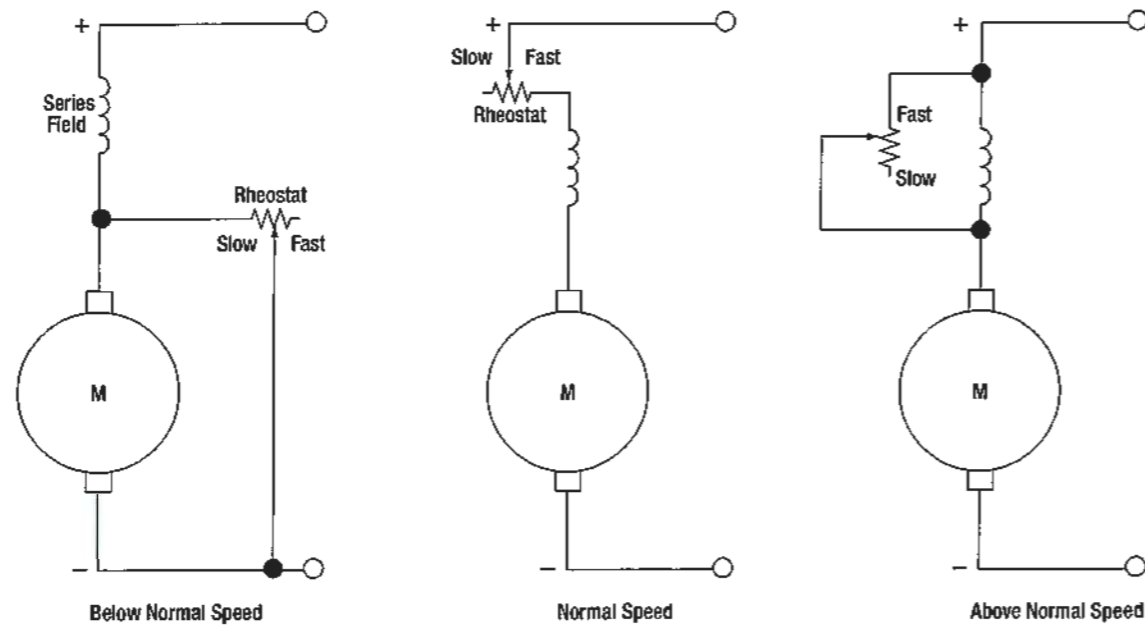 +
Series
Field
Rheostat
Slow Fast
M
−
Below Normal Speed
+
Slow Fast
Rheostat
M
−
Normal Speed
+
Fast
Slow
M
−
Above Normal Speed